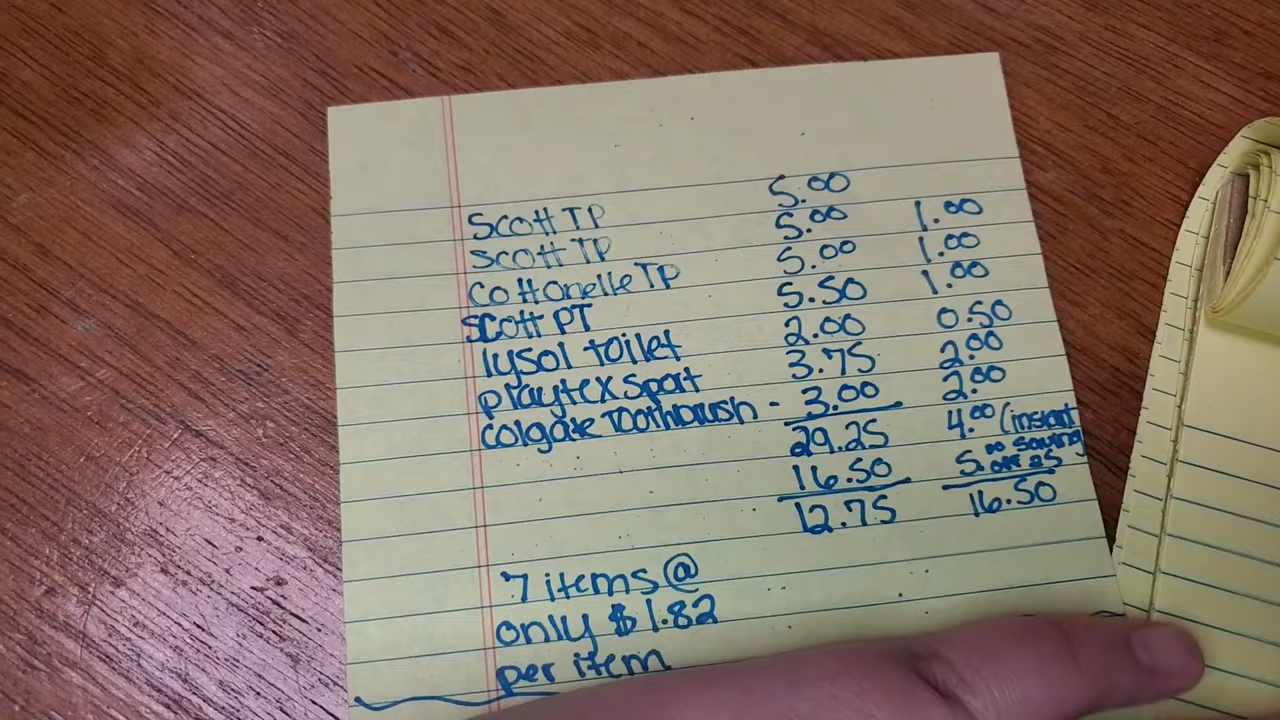 Scott TP 5.00
Scott TP 5.00 1.00
Cottonelle TP 5.00 1.00
Scott PT 5.50 1.00
lysol toilet 2.00 0.50
playtex sport 3.75 2.00
colgate toothbrush - 3.00 2.00
29.25 4.00 (instant saving
16.50 5.00 off 25
12.75 16.50
7 items @
only $1.82
per item